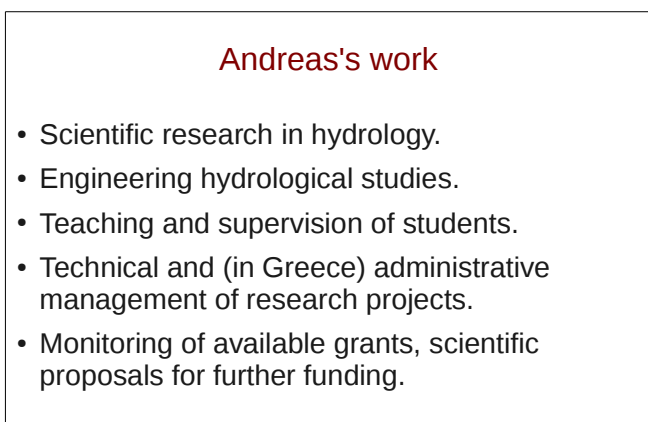 Andreas's work
• Scientific research in hydrology.
• Engineering hydrological studies.
• Teaching and supervision of students.
• Technical and (in Greece) administrative
management of research projects.
• Monitoring of available grants, scientific
proposals for further funding.